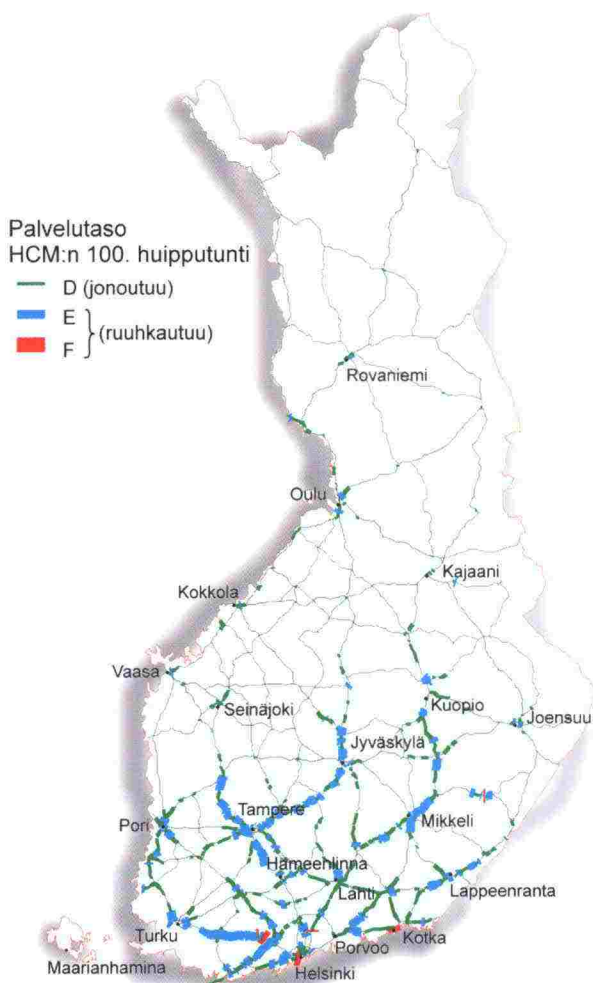 Palvelutaso
HCM:n 100. huipputunti
D (jonoutuu)
E
F
(ruuhkautuu)
Rovaniemi
Oulu
Kajaani
Kokkola
Vaasa
Seinäjoki
Kuopio
Joensuu
Jyväskylä
Tampere
Pori
Mikkeli
Hämeenlinna
Lahti
Lappeenranta
Turku
Porvoo
Kotka
Maarianhamina
Helsinki